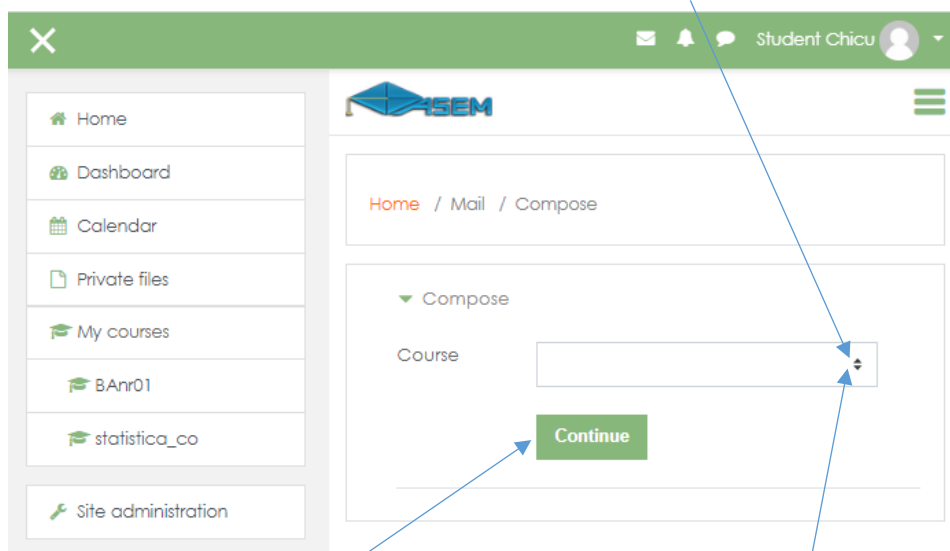 Student Chicu
ASEM
Home
Dashboard
Calendar
Private files
My courses
BAnr01
statistica_co
Site administration
Home / Mail / Compose
Compose
Course
Continue